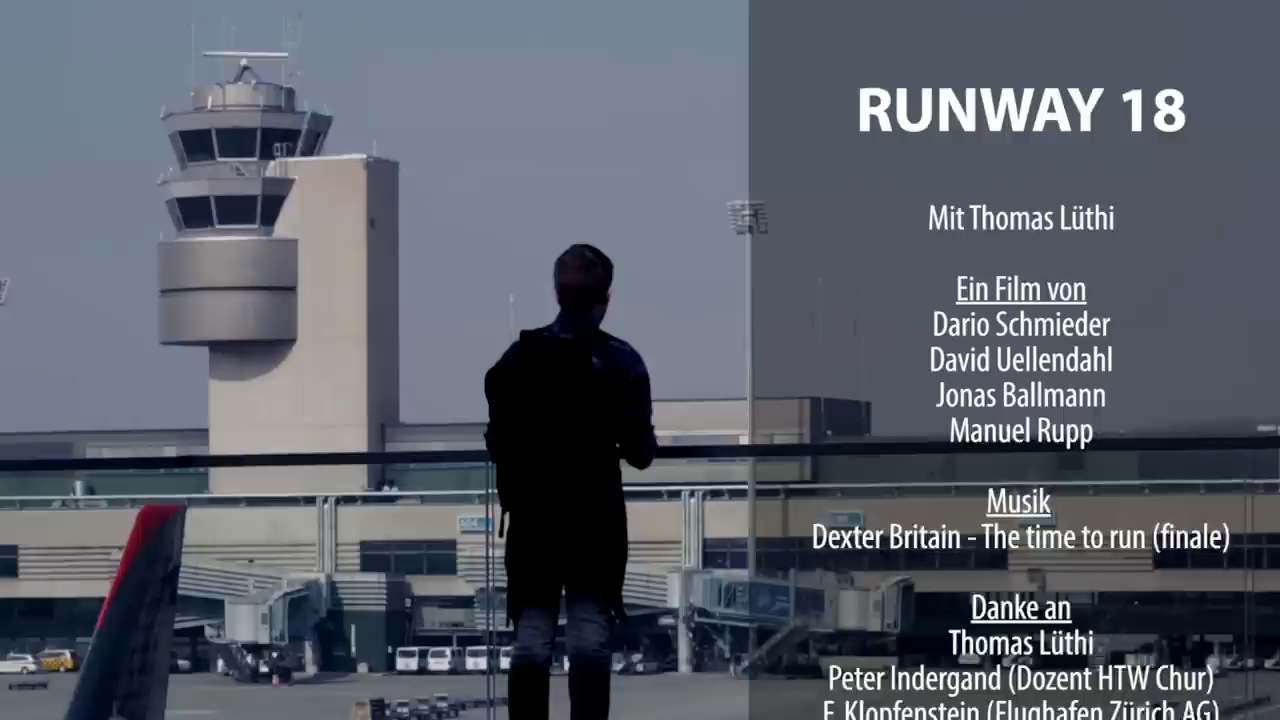 RUNWAY 18
Mit Thomas Lüthi
Ein Film von
Dario Schmieder
David Uellendahl
Jonas Ballmann
Manuel Rupp
Musik
Dexter Britain - The time to run (finale)
Danke an
Thomas Lüthi
Peter Indergand (Dozent HTW Chur)
F. Klopfenstein (Flughafen Zürich AG)